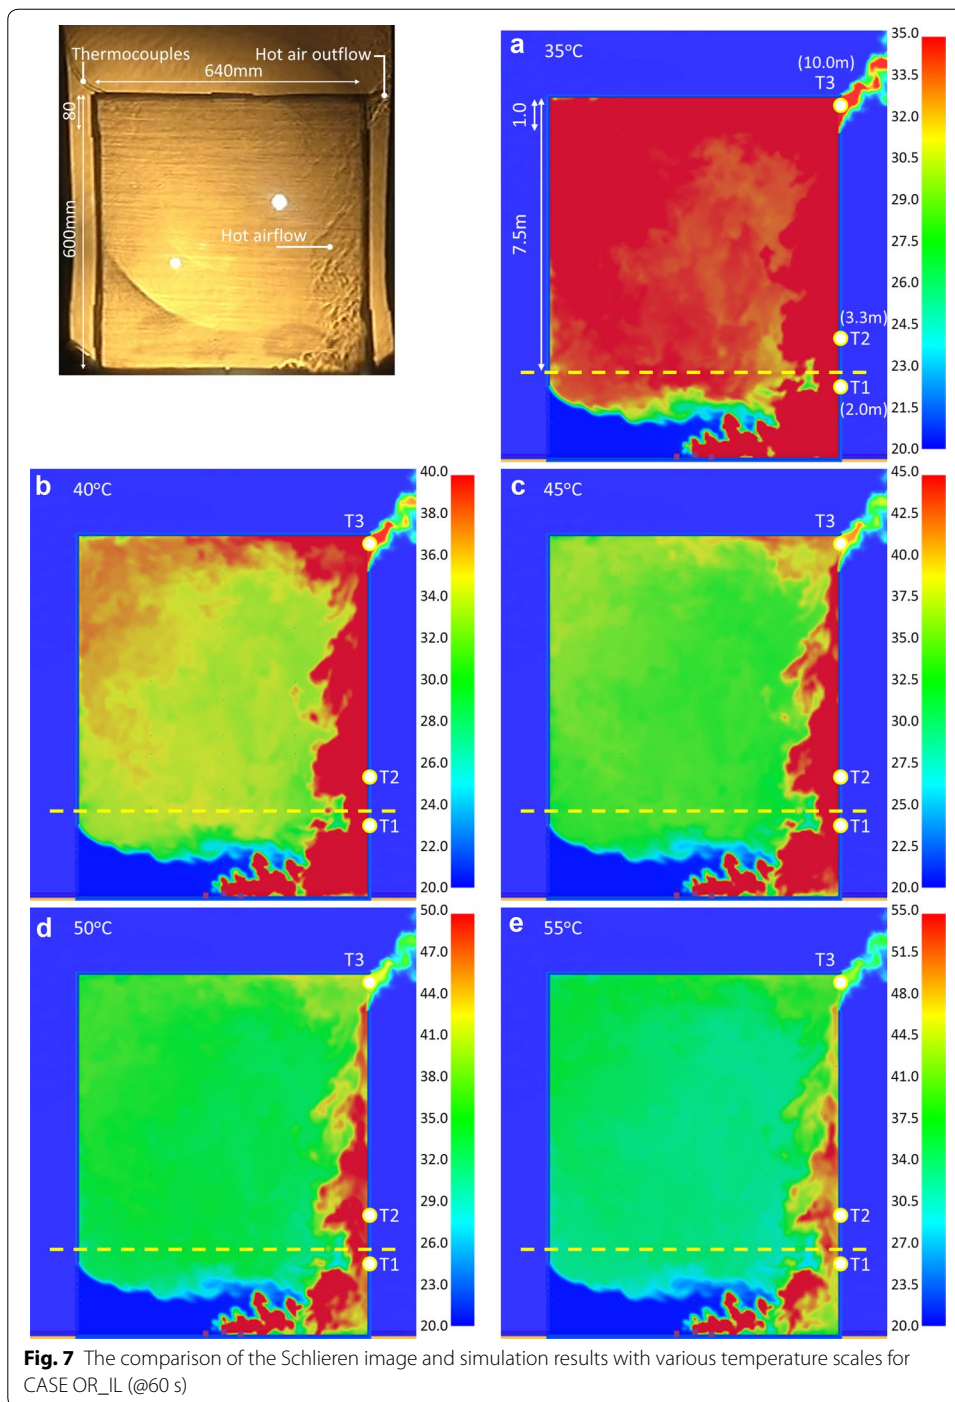 Thermocouples
Hot air outflow
640mm
80
600mm
Hot airflow
a 35°C
(10.0m)
T3
1.0
7.5m
(3.3m)
T2
T1
(2.0m)
35.0
33.5
32.0
30.5
29.0
27.5
26.0
24.5
23.0
21.5
20.0
b 40°C
T3
T2
T1
40.0
38.0
36.0
34.0
32.0
30.0
28.0
26.0
24.0
22.0
20.0
c 45°C
T3
T2
T1
45.0
42.5
40.0
37.5
35.0
32.5
30.0
27.5
25.0
22.5
20.0
d 50°C
T3
T2
T1
50.0
47.0
44.0
41.0
38.0
35.0
32.0
29.0
26.0
23.0
20.0
e 55°C
T3
T2
T1
55.0
51.5
48.0
44.5
41.0
37.5
34.0
30.5
27.0
23.5
20.0
Fig. 7 The comparison of the Schlieren image and simulation results with various temperature scales for
CASE OR_IL (@60 s)